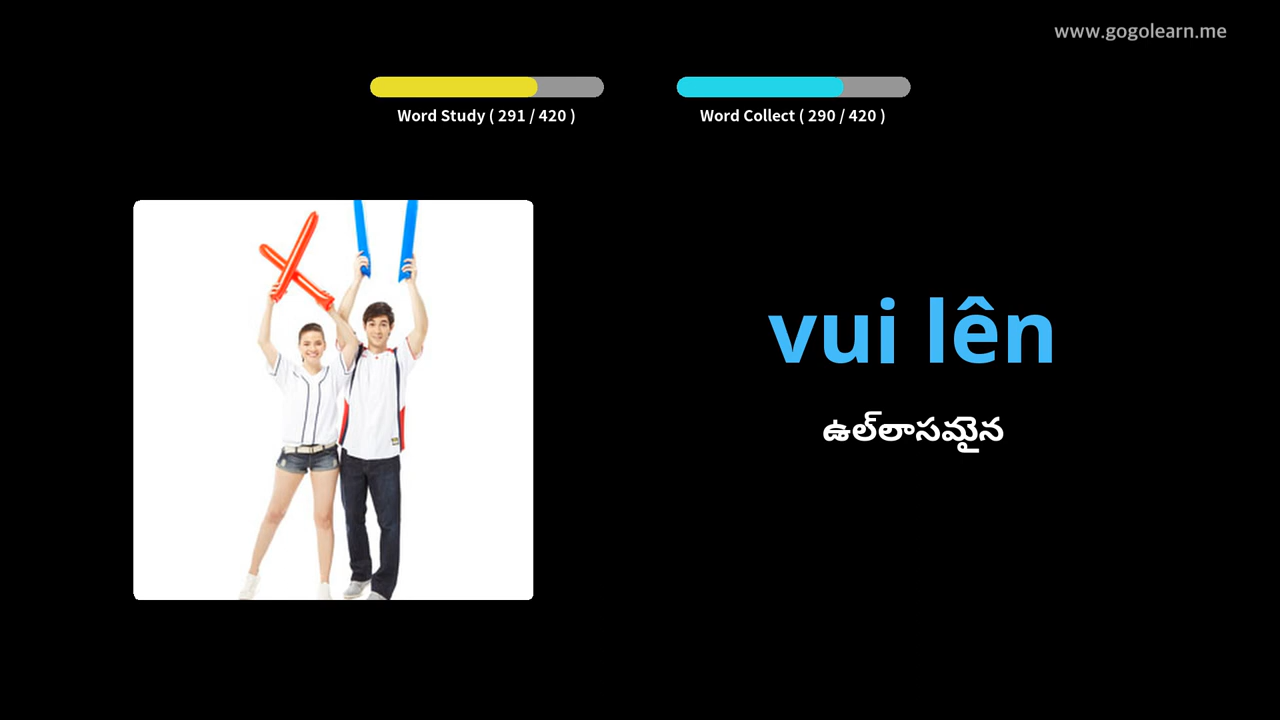 www.gogolearn.me
Word Study ( 291 / 420 )
Word Collect ( 290 / 420 )
vui lên
ఉల్‌లాసమైన